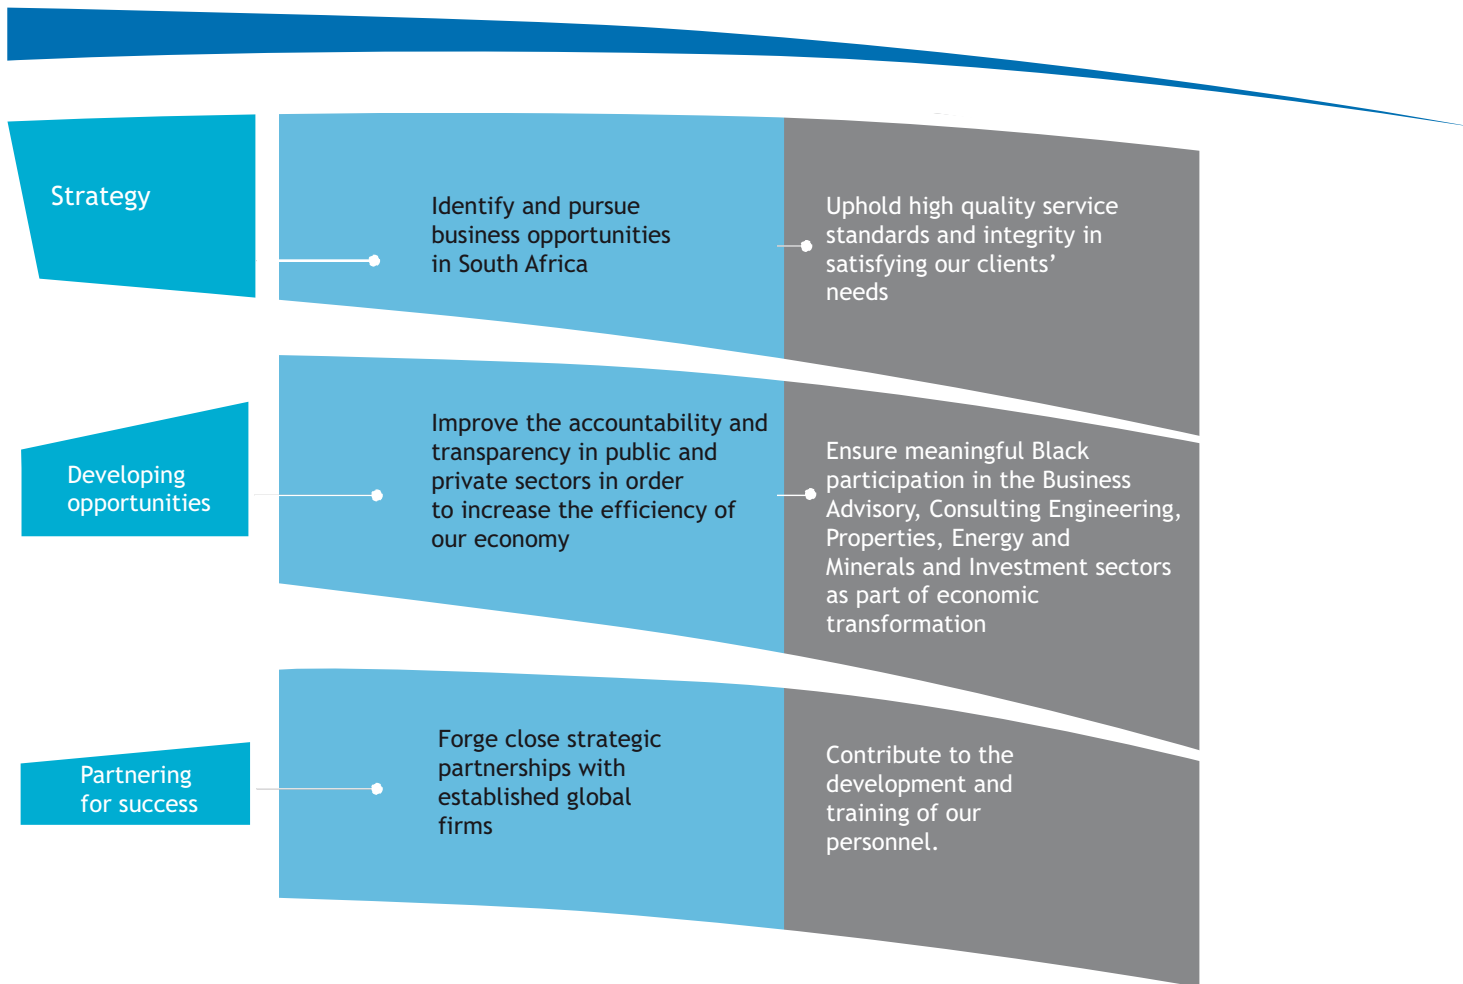 Strategy
Identify and pursue
business opportunities
in South Africa
Uphold high quality service
standards and integrity in
satisfying our clients’
needs
Developing
opportunities
Improve the accountability and
transparency in public and
private sectors in order
to increase the efficiency of
our economy
Ensure meaningful Black
participation in the Business
Advisory, Consulting Engineering,
Properties, Energy and
Minerals and Investment sectors
as part of economic
transformation
Partnering
for success
Forge close strategic
partnerships with
established global
firms
Contribute to the
development and
training of our
personnel.